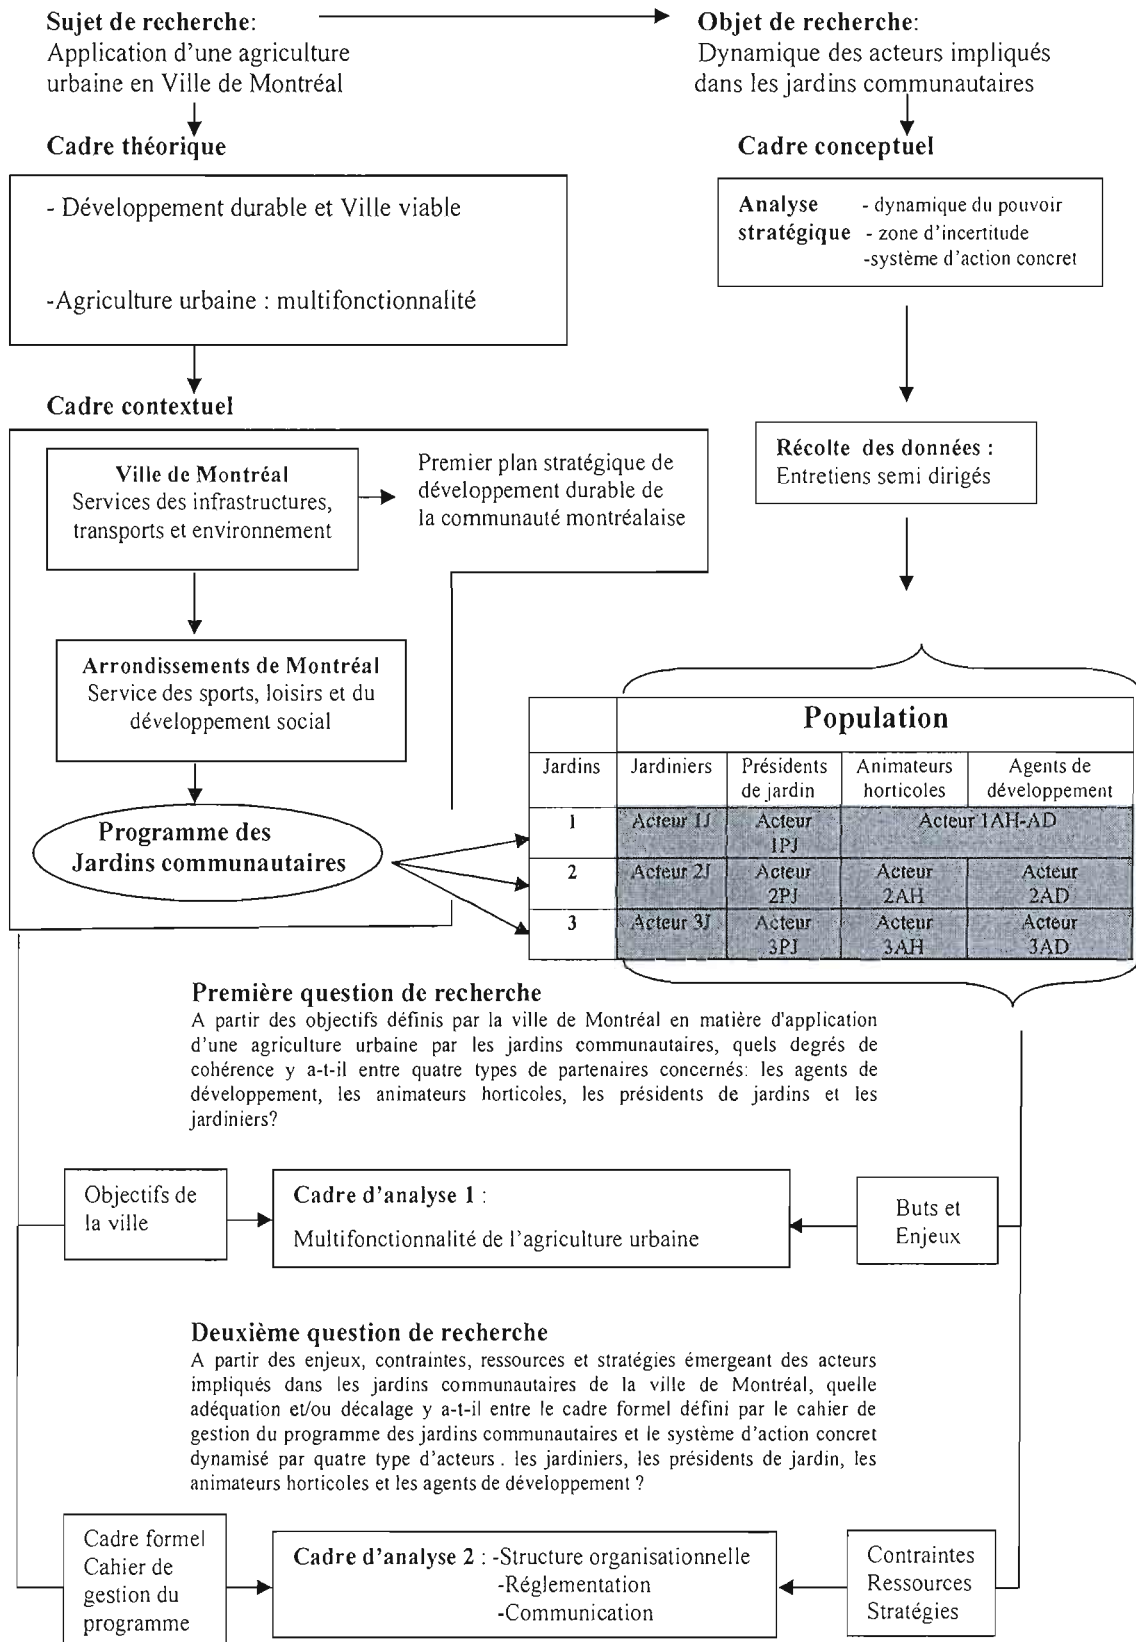 Sujet de recherche:
Application d'une agriculture
urbaine en Ville de Montréal
Objet de recherche:
Dynamique des acteurs impliqués
dans les jardins communautaires
Cadre théorique
- Développement durable et Ville viable
-Agriculture urbaine : multifonctionnalité
Cadre conceptuel
Analyse - dynamique du pouvoir
stratégique - zone d'incertitude
-système d'action concret
Cadre contextuel
Ville de Montréal
Services des infrastructures,
transports et environnement
Premier plan stratégique de
développement durable de
la communauté montréalaise
Récolte des données :
Entretiens semi dirigés
Arrondissements de Montréal
Service des sports, loisirs et du
développement social
Programme des
Jardins communautaires
Population
Jardins Jardiniers Présidents Animateurs Agents de
de jardin horticoles développement
1 Acteur 1J Acteur Acteur 1AH-AD
1PJ
2 Acteur 2J Acteur Acteur Acteur
2PJ 2AH 2AD
3 Acteur 3J Acteur Acteur Acteur
3PJ 3AH 3AD
Première question de recherche
A partir des objectifs définis par la ville de Montréal en matière d'application
d'une agriculture urbaine par les jardins communautaires, quels degrés de
cohérence y a-t-il entre quatre types de partenaires concernés: les agents de
développement, les animateurs horticoles, les présidents de jardins et les
jardiniers?
Objectifs de
la ville
Cadre d'analyse 1 :
Multifonctionnalité de l'agriculture urbaine
Buts et
Enjeux
Deuxième question de recherche
A partir des enjeux, contraintes, ressources et stratégies émergeant des acteurs
impliqués dans les jardins communautaires de la ville de Montréal, quelle
adéquation et/ou décalage y a-t-il entre le cadre formel défini par le cahier de
gestion du programme des jardins communautaires et le système d'action concret
dynamisé par quatre type d'acteurs . les jardiniers, les présidents de jardin, les
animateurs horticoles et les agents de développement ?
Cadre formel
Cahier de
gestion du
programme
Cadre d'analyse 2 : -Structure organisationnelle
-Réglementation
-Communication
Contraintes
Ressources
Stratégies